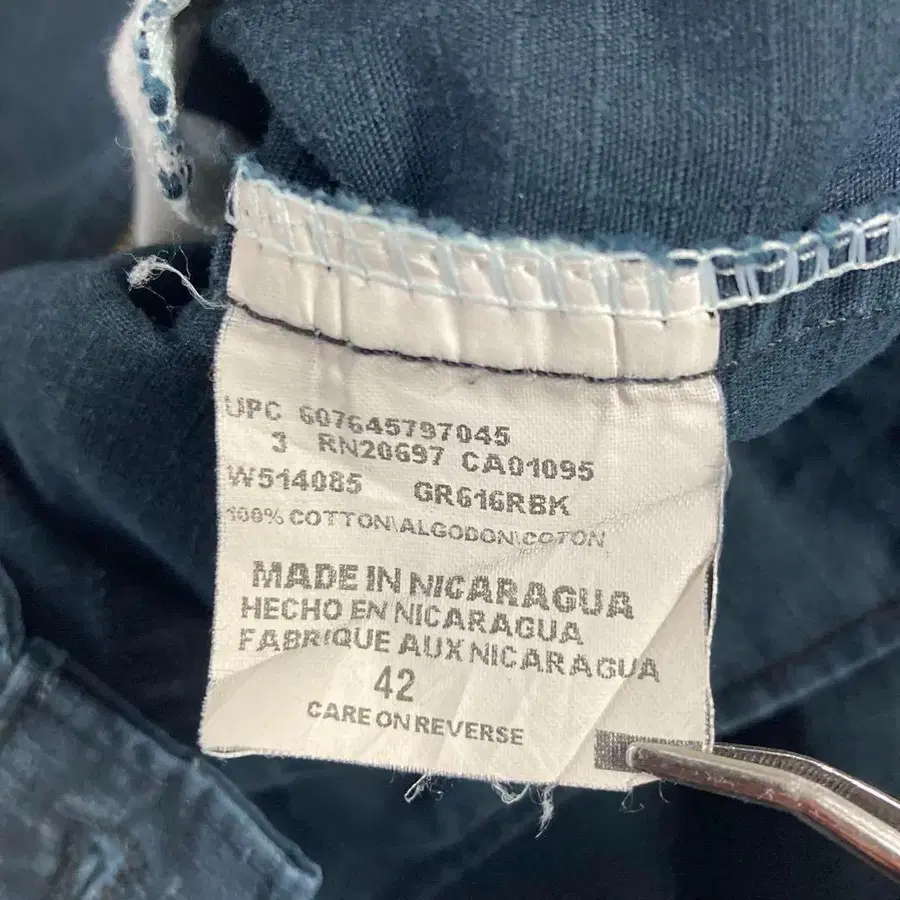 UPC 607645797045
3 RN20697 CA01095
W514085 GR616RBK
100% COTTON\ALGODON\COTON
MADE IN NICARAGUA
HECHO EN NICARAGUA
FABRIQUE AUX NICARAGUA
42
CARE ON REVERSE